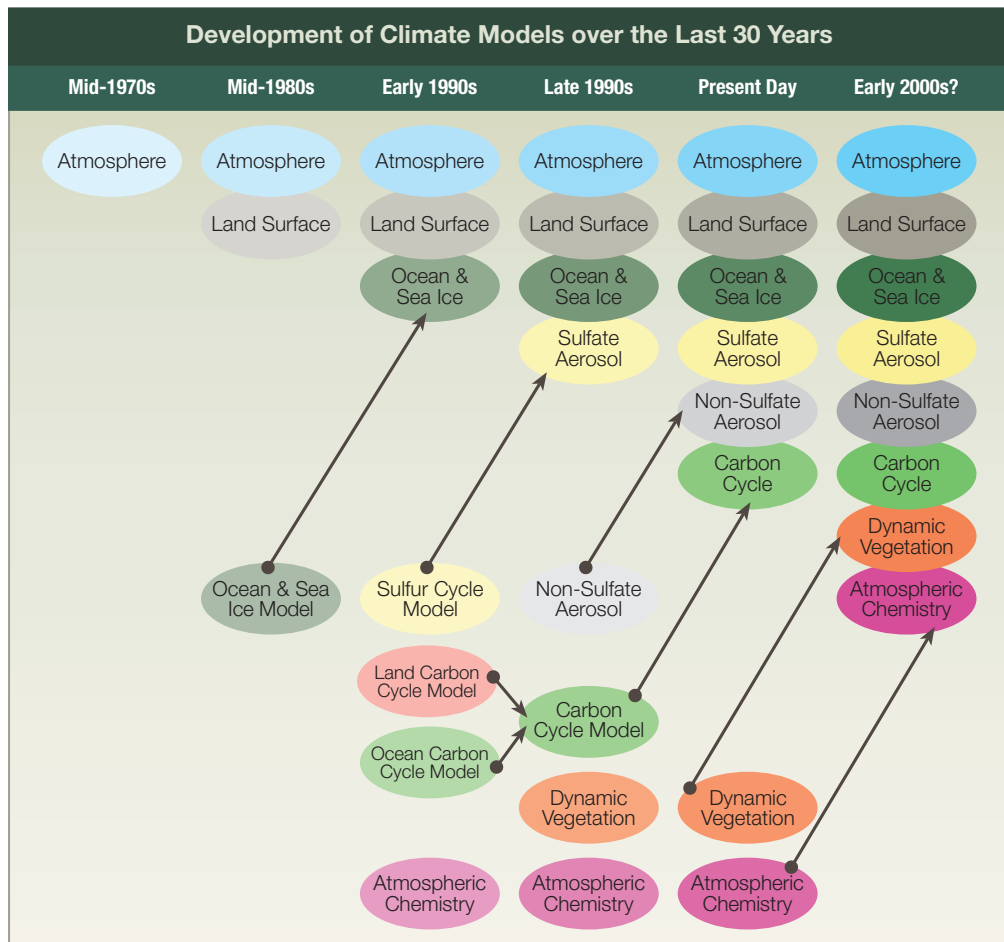 Development of Climate Models over the Last 30 Years
Mid-1970s Mid-1980s Early 1990s Late 1990s Present Day Early 2000s?
Atmosphere Atmosphere Atmosphere Atmosphere Atmosphere Atmosphere
Land Surface Land Surface Land Surface Land Surface Land Surface
Ocean &
Sea Ice
Ocean &
Sea Ice
Ocean &
Sea Ice
Ocean &
Sea Ice
Sulfate
Aerosol
Sulfate
Aerosol
Sulfate
Aerosol
Non-Sulfate
Aerosol
Non-Sulfate
Aerosol
Carbon
Cycle
Carbon
Cycle
Dynamic
Vegetation
Ocean & Sea
Ice Model
Sulfur Cycle
Model
Non-Sulfate
Aerosol
Atmospheric
Chemistry
Land Carbon
Cycle Model
Carbon
Cycle Model
Ocean Carbon
Cycle Model
Dynamic
Vegetation
Dynamic
Vegetation
Atmospheric
Chemistry
Atmospheric
Chemistry
Atmospheric
Chemistry